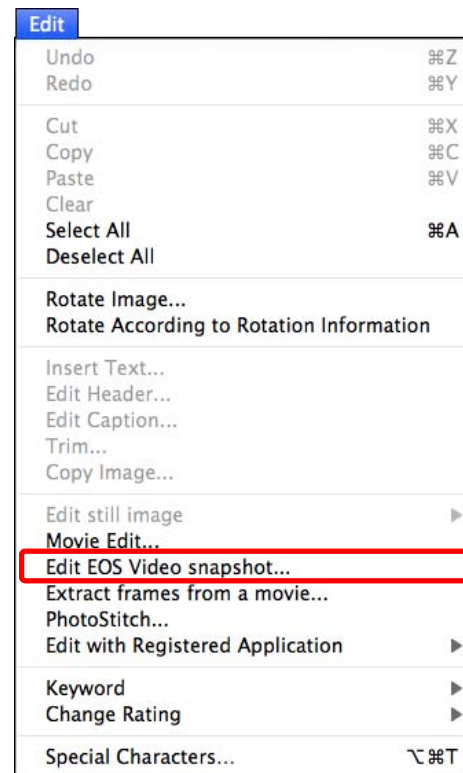 Edit
Undo ⌘Z
Redo ⌘Y
Cut ⌘X
Copy ⌘C
Paste ⌘V
Clear
Select All ⌘A
Deselect All
Rotate Image...
Rotate According to Rotation Information
Insert Text...
Edit Header...
Edit Caption...
Trim...
Copy Image...
Edit still image
Movie Edit...
Edit EOS Video snapshot...
Extract frames from a movie...
PhotoStitch...
Edit with Registered Application
Keyword
Change Rating
Special Characters... ⌥⌘T